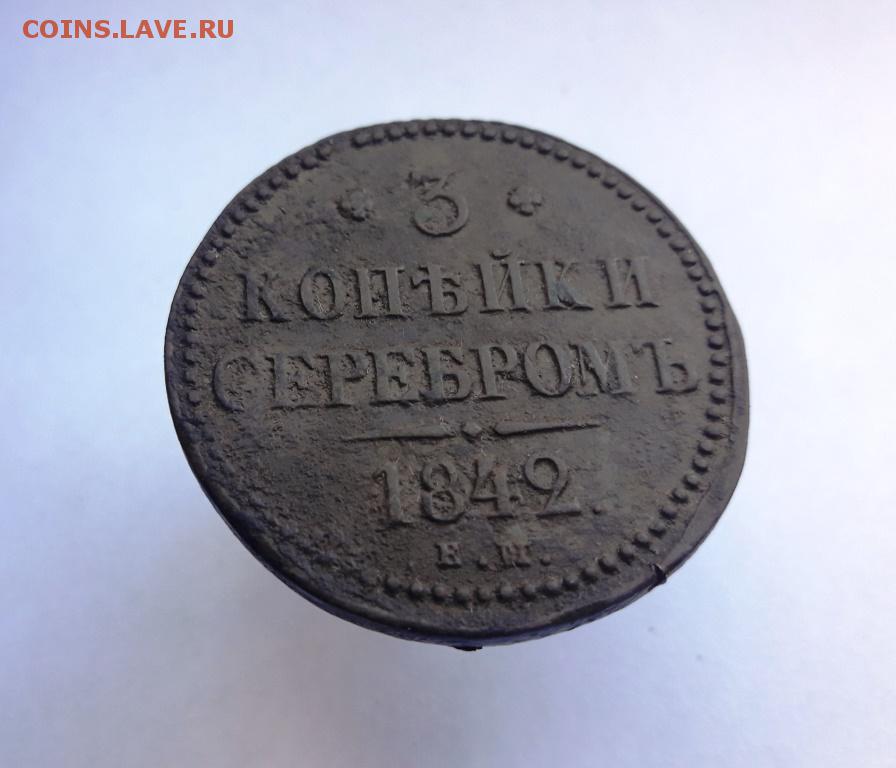 COINS.LAVE.RU
3
КОПѢЙКИ
СЕРЕБРОМЪ
1842.
Е.М.